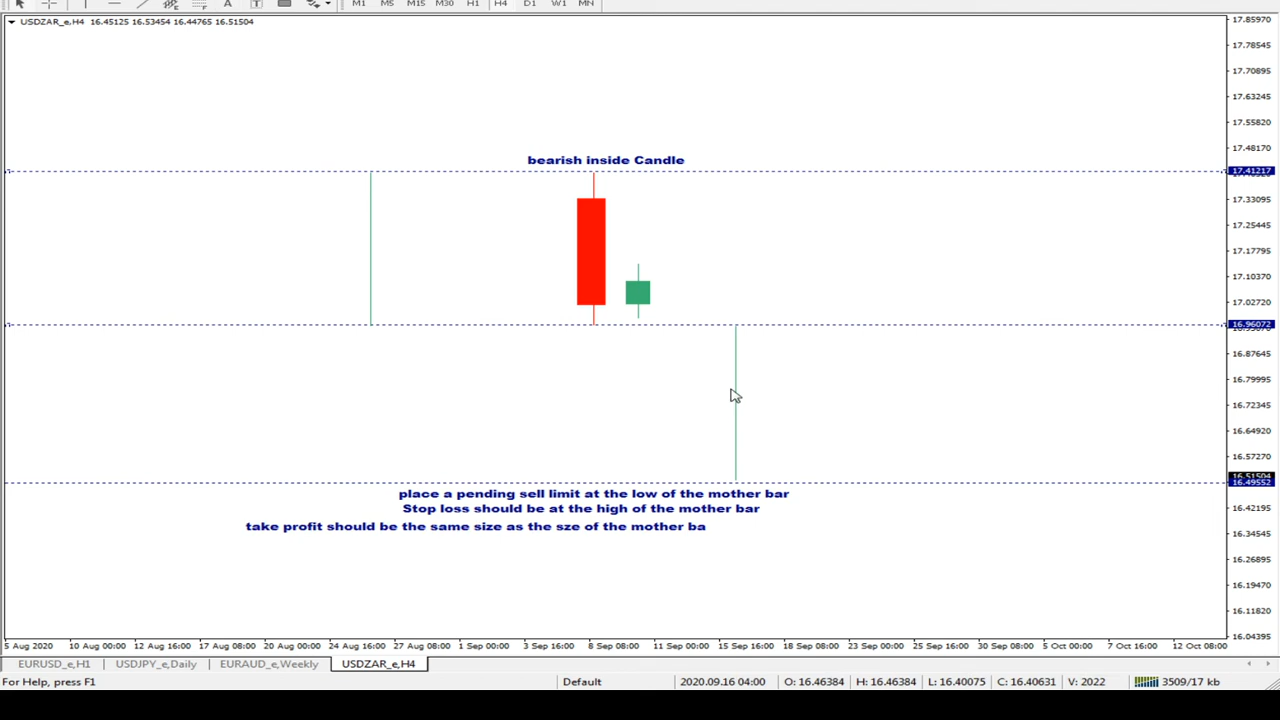 M1 M5 M15 M30 H1 H4 D1 W1 MN
USDZAR_e,H4 16.45125 16.53454 16.44765 16.51504
17.85970
17.78545
17.70895
17.63245
17.55820
17.48170
bearish inside Candle
17.41217
17.33095
17.25445
17.17795
17.10370
17.02720
16.96072
16.87645
16.79995
16.72345
16.64920
16.57270
16.51504
16.49552
place a pending sell limit at the low of the mother bar
Stop loss should be at the high of the mother bar
take profit should be the same size as the sze of the mother ba
16.42195
16.34545
16.26895
16.19470
16.11820
16.04395
5 Aug 2020 10 Aug 00:00 12 Aug 16:00 17 Aug 08:00 20 Aug 00:00 24 Aug 16:00 27 Aug 08:00 1 Sep 00:00 3 Sep 16:00 8 Sep 08:00 11 Sep 00:00 15 Sep 16:00 18 Sep 08:00 23 Sep 00:00 25 Sep 16:00 30 Sep 08:00 5 Oct 00:00 7 Oct 16:00 12 Oct 08:00
EURUSD_e,H1 USDJPY_e,Daily EURAUD_e,Weekly USDZAR_e,H4
For Help, press F1 Default 2020.09.16 04:00 O: 16.46384 H: 16.46384 L: 16.40075 C: 16.40631 V: 2022 3509/17 kb